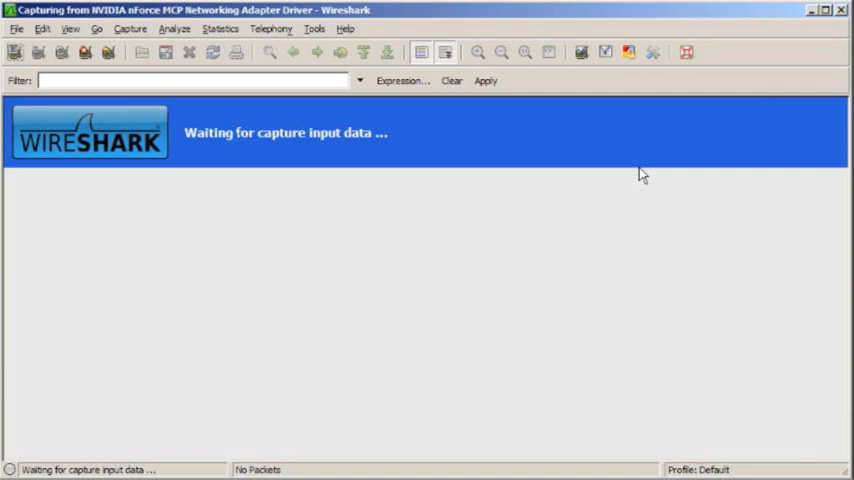 Capturing from NVIDIA nForce MCP Networking Adapter Driver - Wireshark
File Edit View Go Capture Analyze Statistics Telephony Tools Help
Filter: Expression... Clear Apply
WIRESHARK Waiting for capture input data ...
Waiting for capture input data ... No Packets Profile: Default